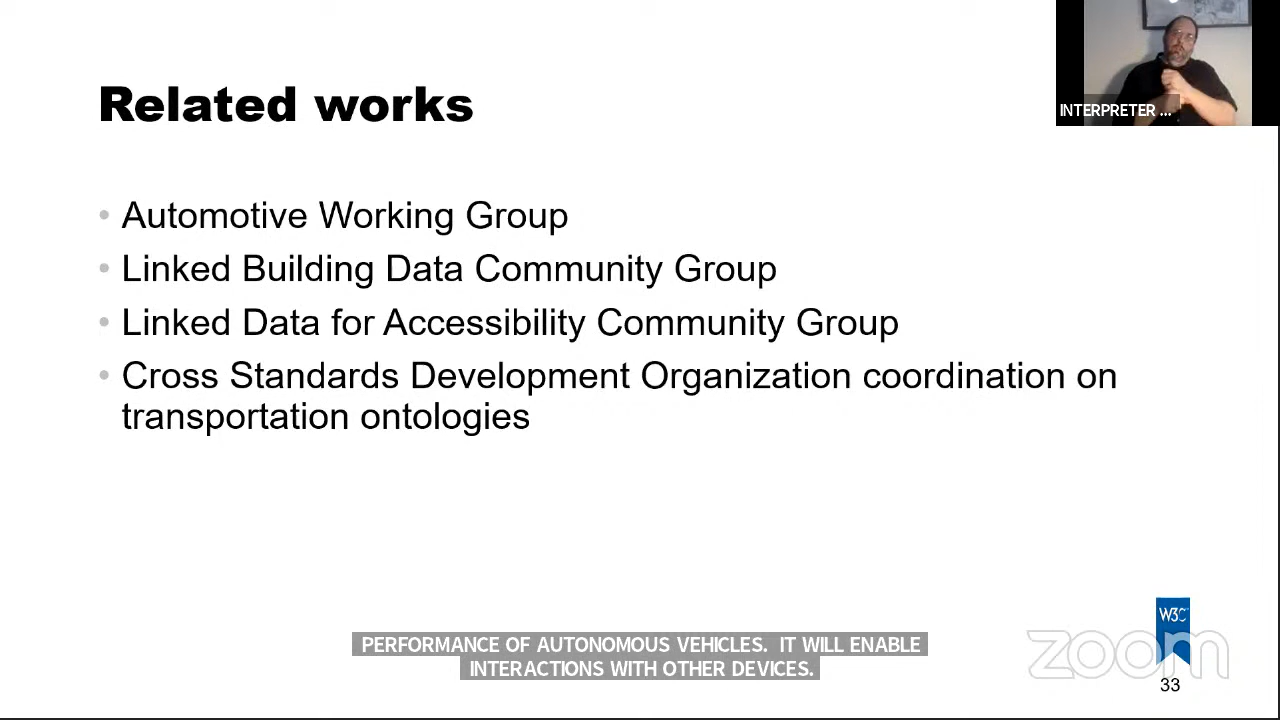 INTERPRETER ...
Related works
• Automotive Working Group
• Linked Building Data Community Group
• Linked Data for Accessibility Community Group
• Cross Standards Development Organization coordination on
transportation ontologies
PERFORMANCE OF AUTONOMOUS VEHICLES.  IT WILL ENABLE
INTERACTIONS WITH OTHER DEVICES.
W3C
zoom
33